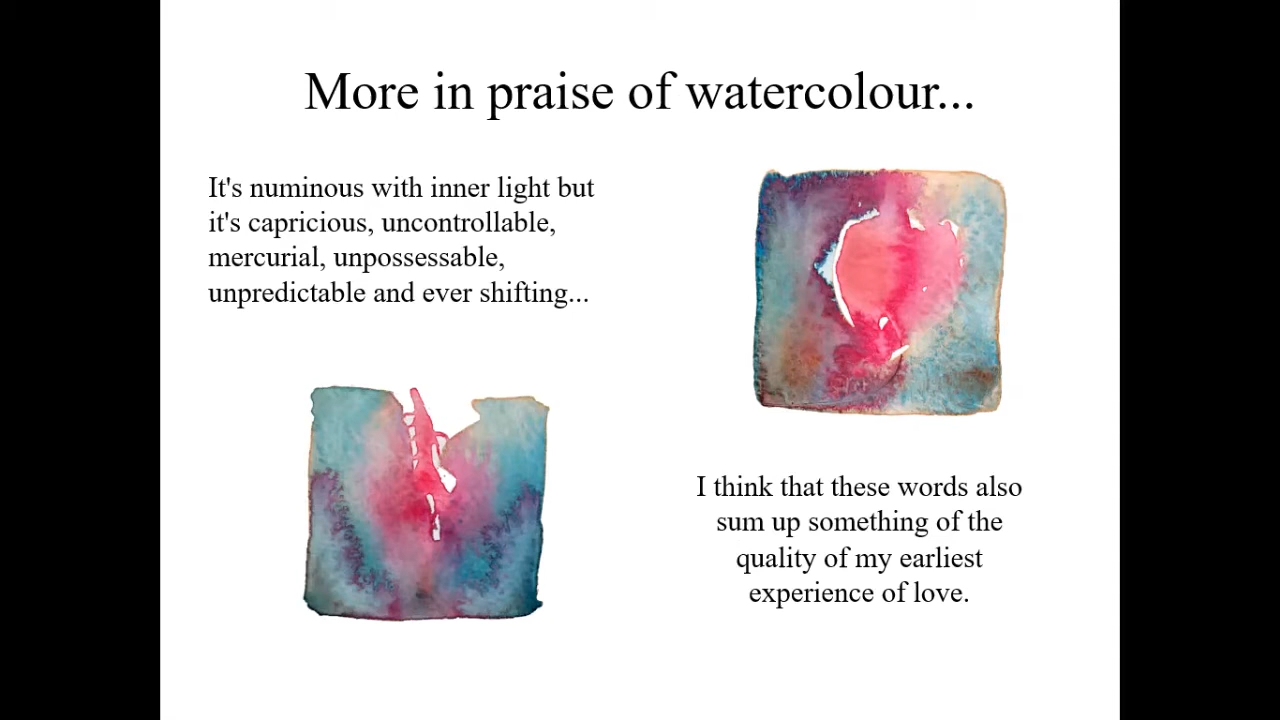 More in praise of watercolour...
It's numinous with inner light but
it's capricious, uncontrollable,
mercurial, unpossessable,
unpredictable and ever shifting...
I think that these words also
sum up something of the
quality of my earliest
experience of love.